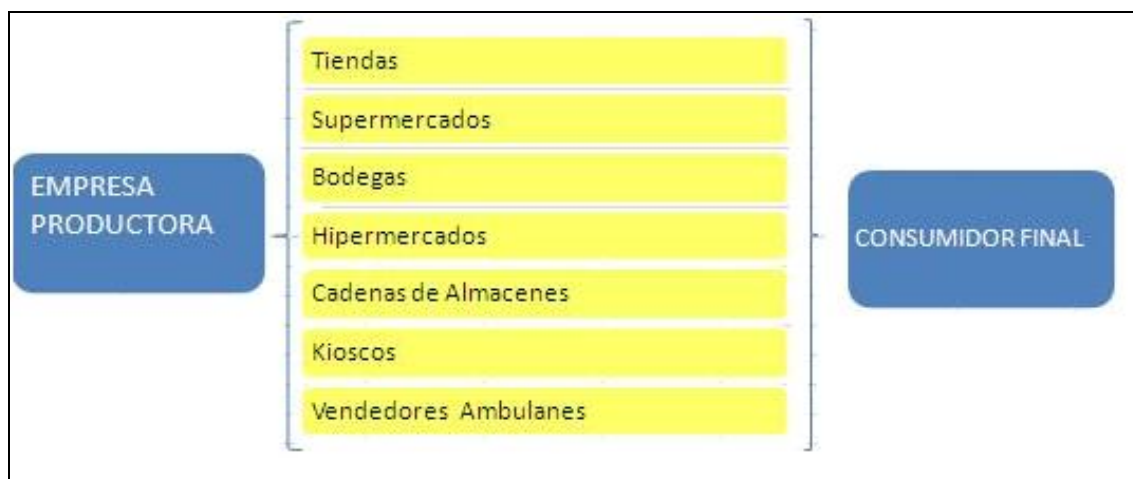 EMPRESA
PRODUCTORA
Tiendas
Supermercados
Bodegas
Hipermercados
Cadenas de Almacenes
Kioscos
Vendedores Ambulanes
CONSUMIDOR FINAL